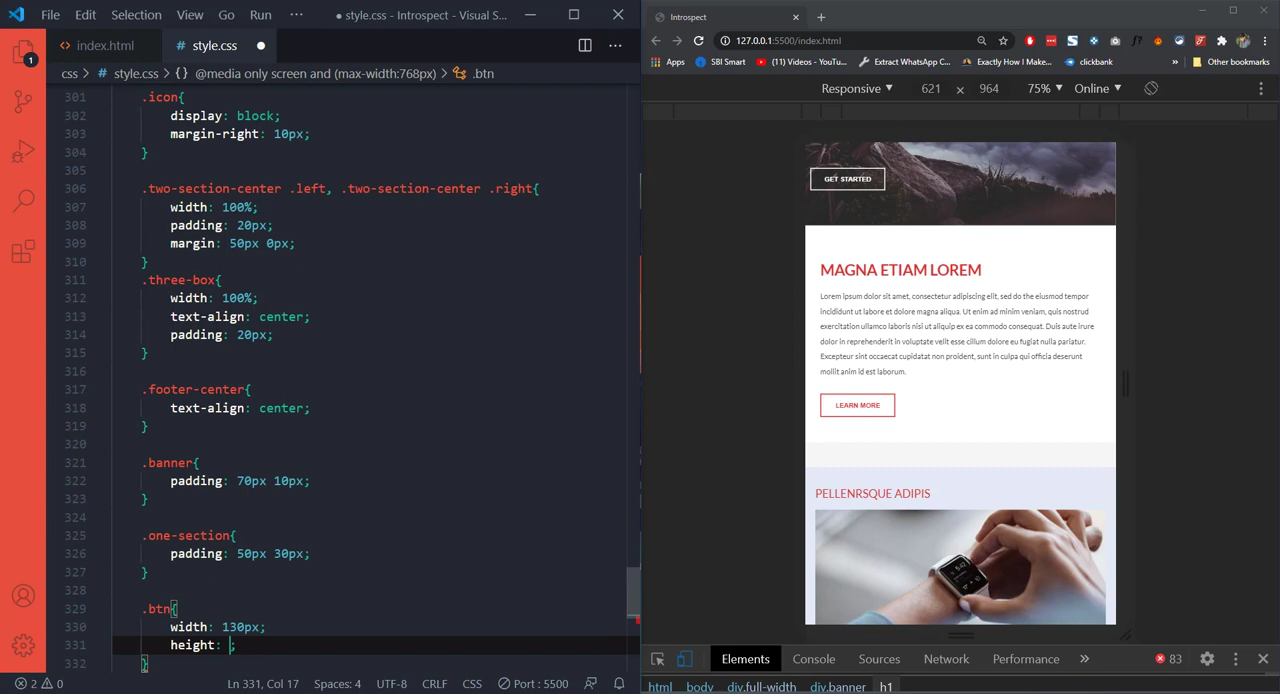 File Edit Selection View Go Run ··· ● style.css - Introspect - Visual S...
<> index.html # style.css ●
css > # style.css > {} @media only screen and (max-width:768px) > .btn
1
301 .icon{
302 display: block;
303 margin-right: 10px;
304 }
305
306 .two-section-center .left, .two-section-center .right{
307 width: 100%;
308 padding: 20px;
309 margin: 50px 0px;
310 }
311 .three-box{
312 width: 100%;
313 text-align: center;
314 padding: 20px;
315 }
316
317 .footer-center{
318 text-align: center;
319 }
320
321 .banner{
322 padding: 70px 10px;
323 }
324
325 .one-section{
326 padding: 50px 30px;
327 }
328
329 .btn{
330 width: 130px;
331 height: ;
332 }
2 0 Ln 331, Col 17 Spaces: 4 UTF-8 CRLF CSS Port : 5500
Introspect
127.0.0.1:5500/index.html
Apps SBI Smart (11) Videos - YouTu... Extract WhatsApp C... Exactly How I Make... clickbank » Other bookmarks
Responsive ▼ 621 × 964 75% ▼ Online ▼
GET STARTED
MAGNA ETIAM LOREM
Lorem ipsum dolor sit amet, consectetur adipiscing elit, sed do the eiusmod tempor
incididunt ut labore et dolore magna aliqua. Ut enim ad minim veniam, quis nostrud
exercitation ullamco laboris nisi ut aliquip ex ea commodo consequat. Duis aute irure
dolor in reprehenderit in voluptate velit esse cillum dolore eu fugiat nulla pariatur.
Excepteur sint occaecat cupidatat non proident, sunt in culpa qui officia deserunt
mollit anim id est laborum.
LEARN MORE
PELLENRSQUE ADIPIS
Elements Console Sources Network Performance » 83
html body div.full-width div.banner h1